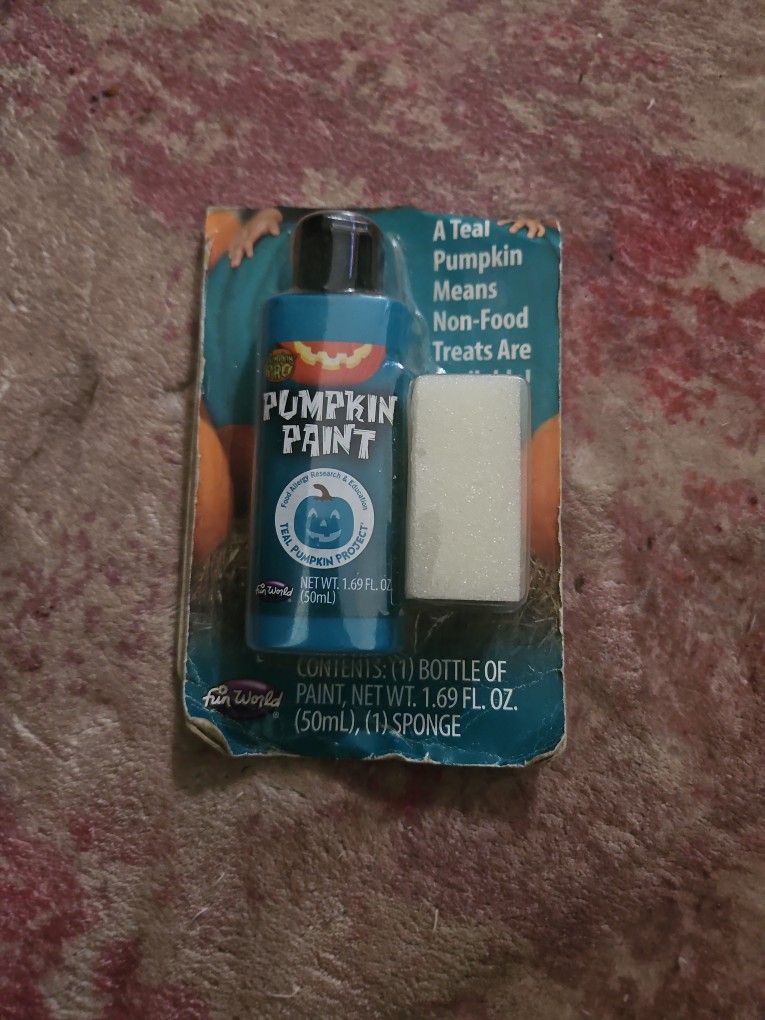 A Teal
Pumpkin
Means
Non-Food
Treats Are
PRO
PUMPKIN
PAINT
Food Allergy Research & Education
TEAL PUMPKIN PROJECT
fun World
NET WT. 1.69 FL. OZ
(50mL)
fun World ®
CONTENTS: (1) BOTTLE OF
PAINT, NET WT. 1.69 FL. OZ.
(50mL), (1) SPONGE